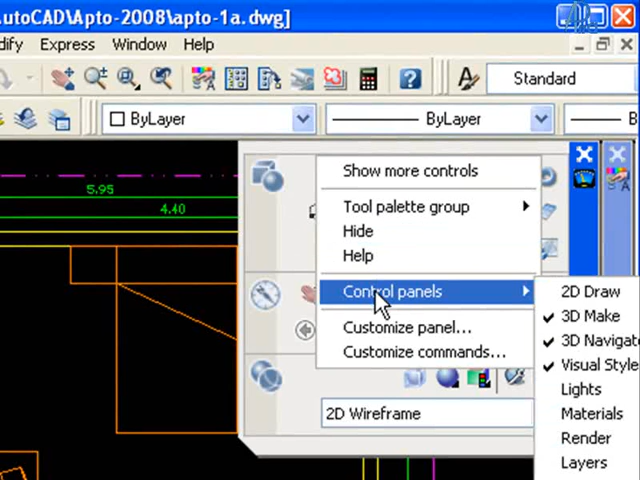 utoCAD/Apto-2008/apto-1a.dwg]
dify Express Window Help
Standard
ByLayer ByLayer B
5.95
4.40
Show more controls
Tool palette group
Hide
Help
Control panels
Customize panel...
Customize commands...
2D Draw
3D Make
3D Navigate
Visual Style
Lights
Materials
Render
Layers
2D Wireframe